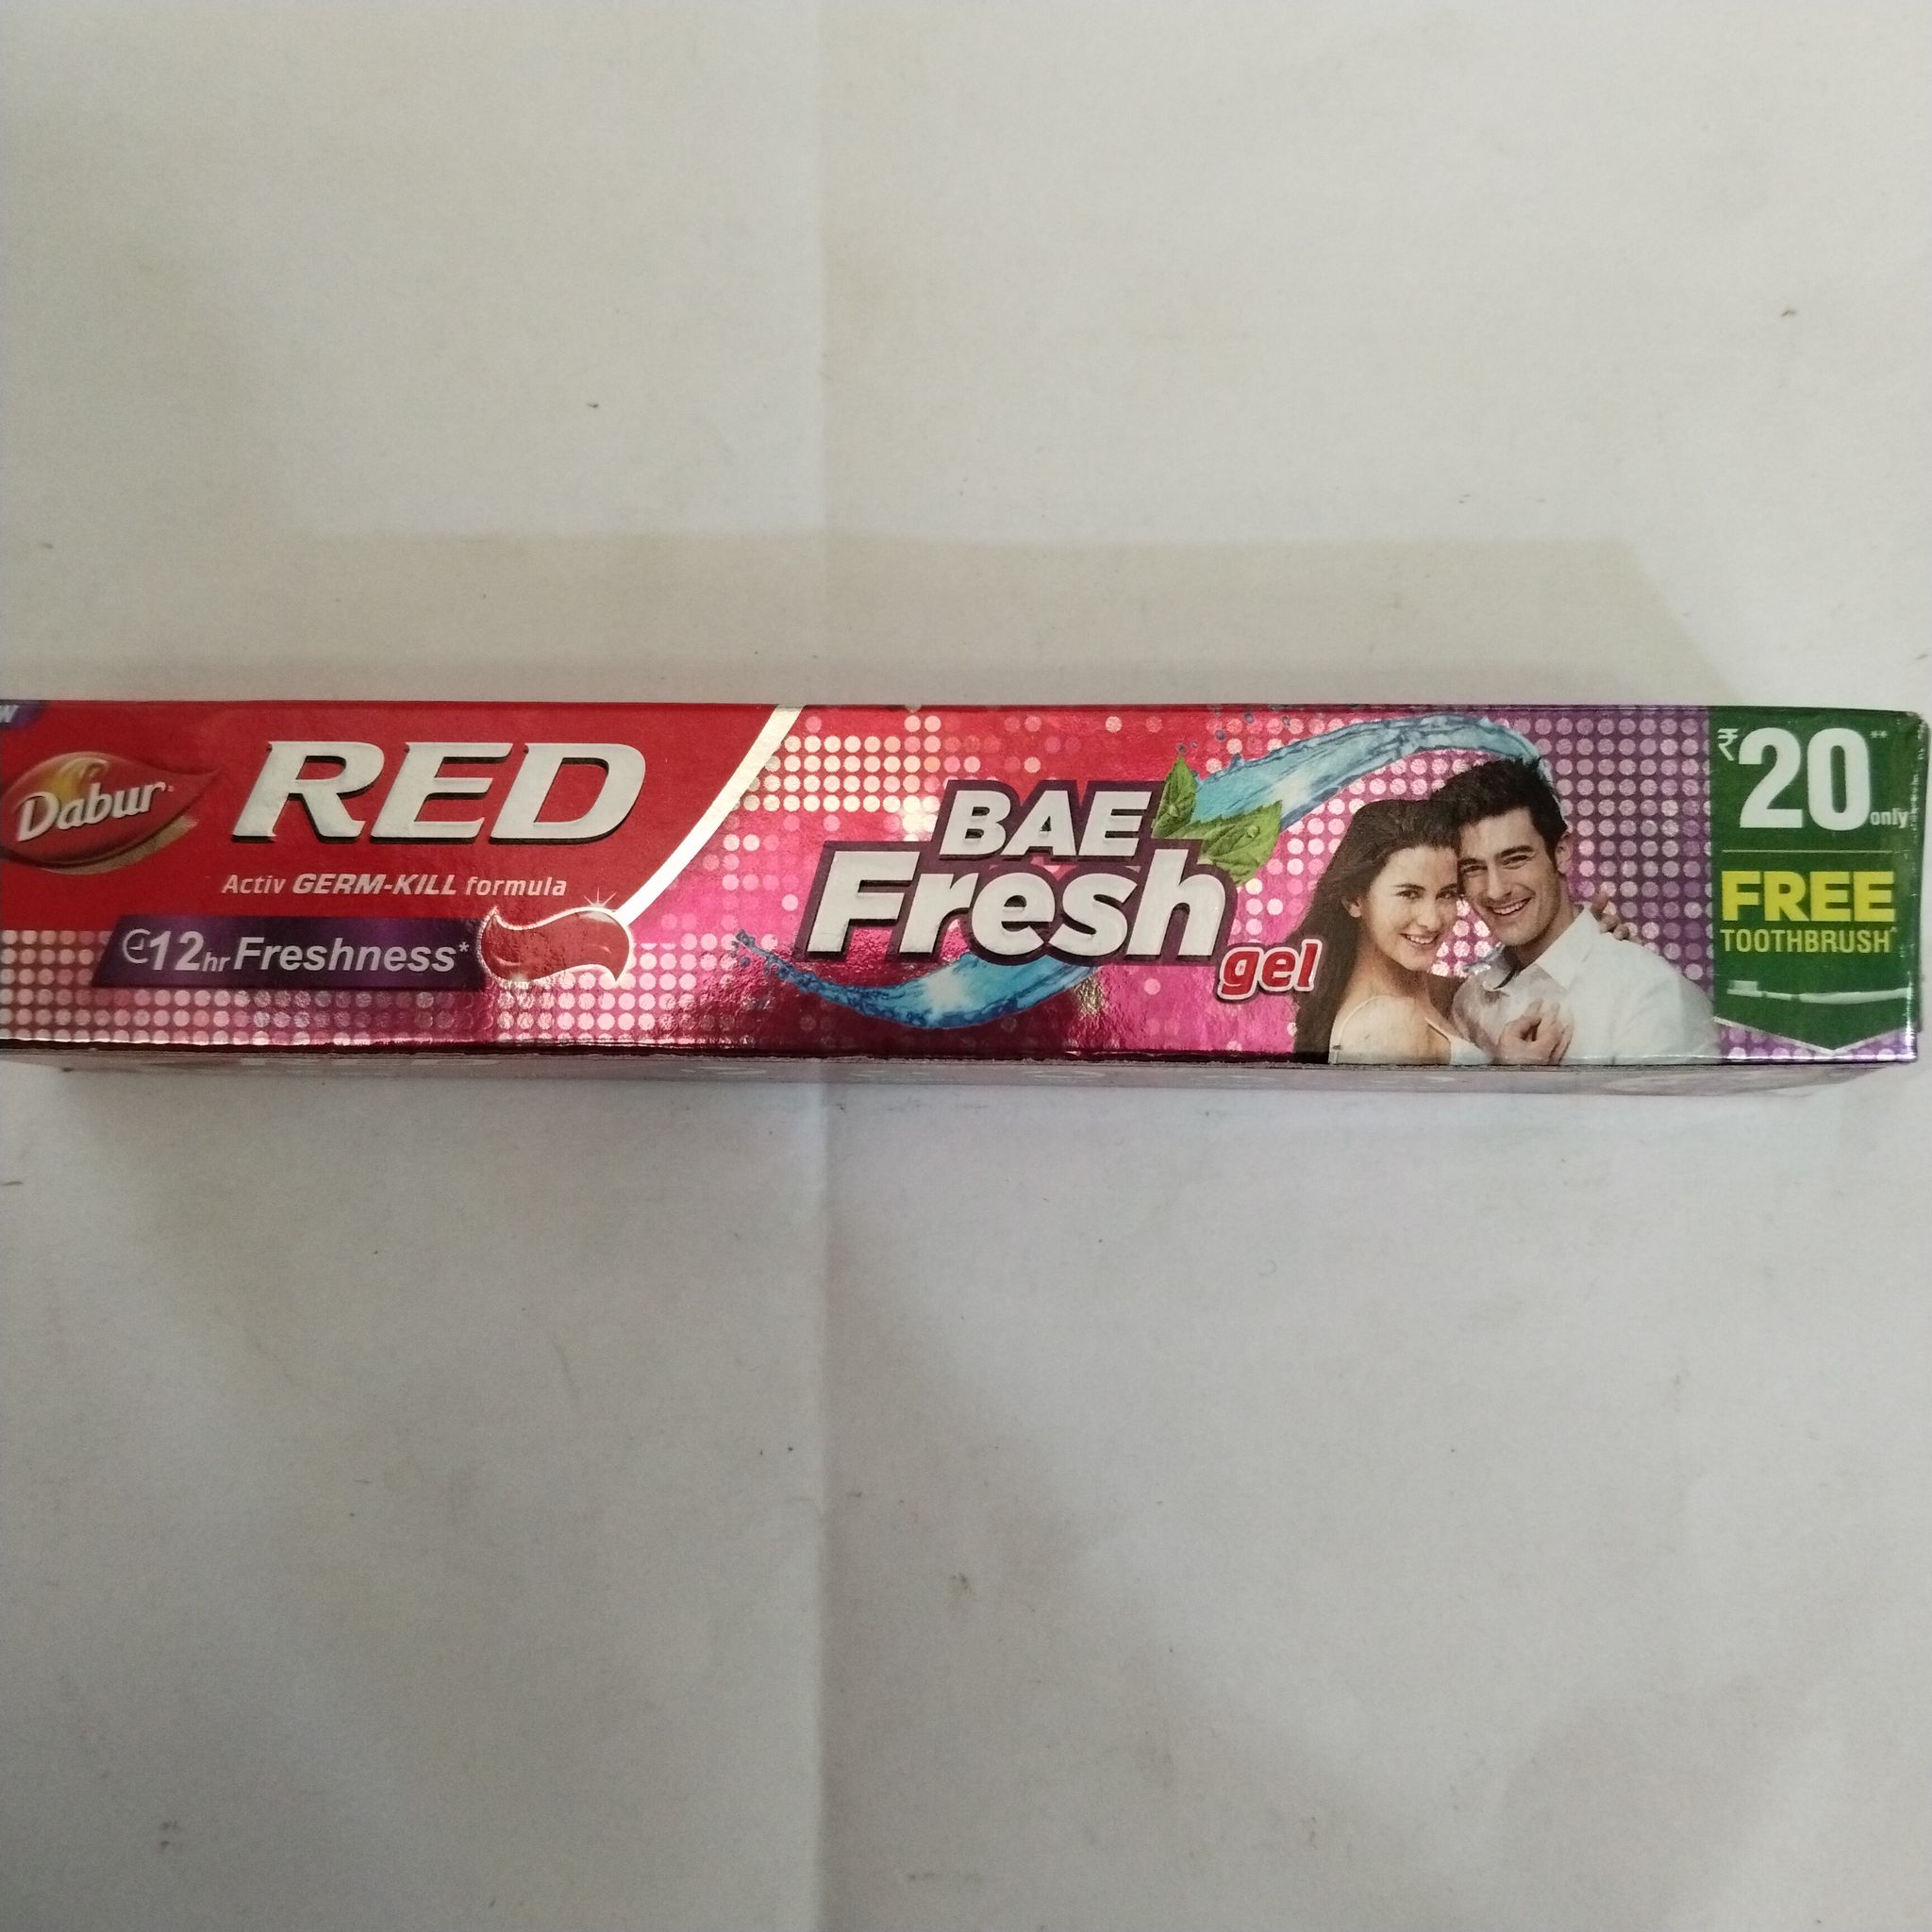 Dabur
RED
Activ GERM-KILL formula
12hr Freshness*
BAE
Fresh
gel
₹20**
only
FREE
TOOTHBRUSH^